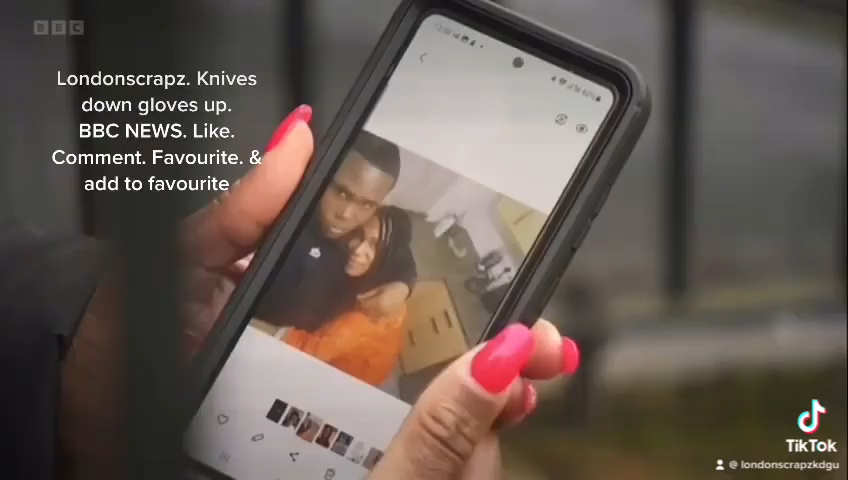 BBC
Londonscrapz. Knives
down gloves up.
BBC NEWS. Like.
Comment. Favourite. &
add to favourite
TikTok
@ londonscrapzkdgu